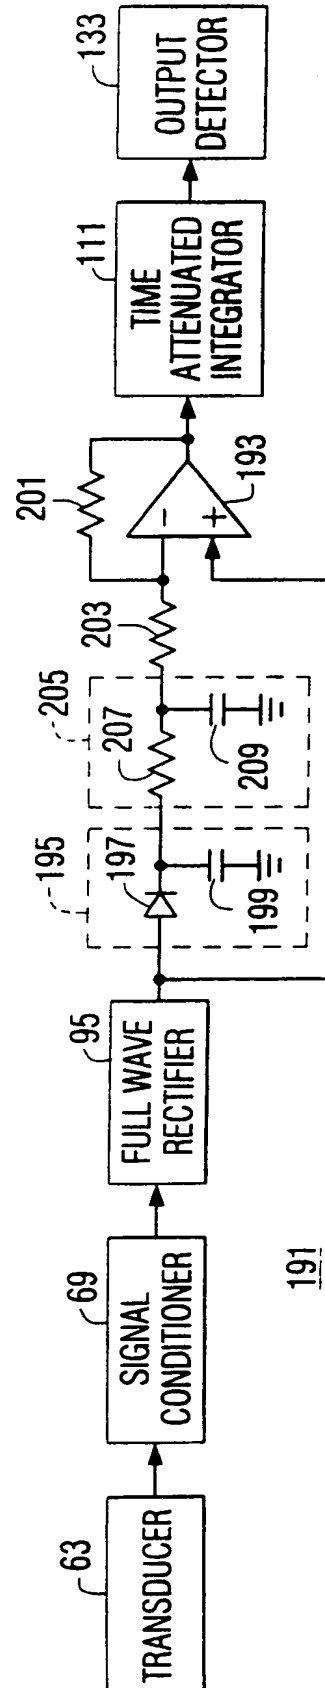 63
TRANSDUCER
69
SIGNAL
CONDITIONER
95
FULL WAVE
RECTIFIER
195
197
199
205
207
209
203
201
193
111
TIME
ATTENUATED
INTEGRATOR
133
OUTPUT
DETECTOR
191